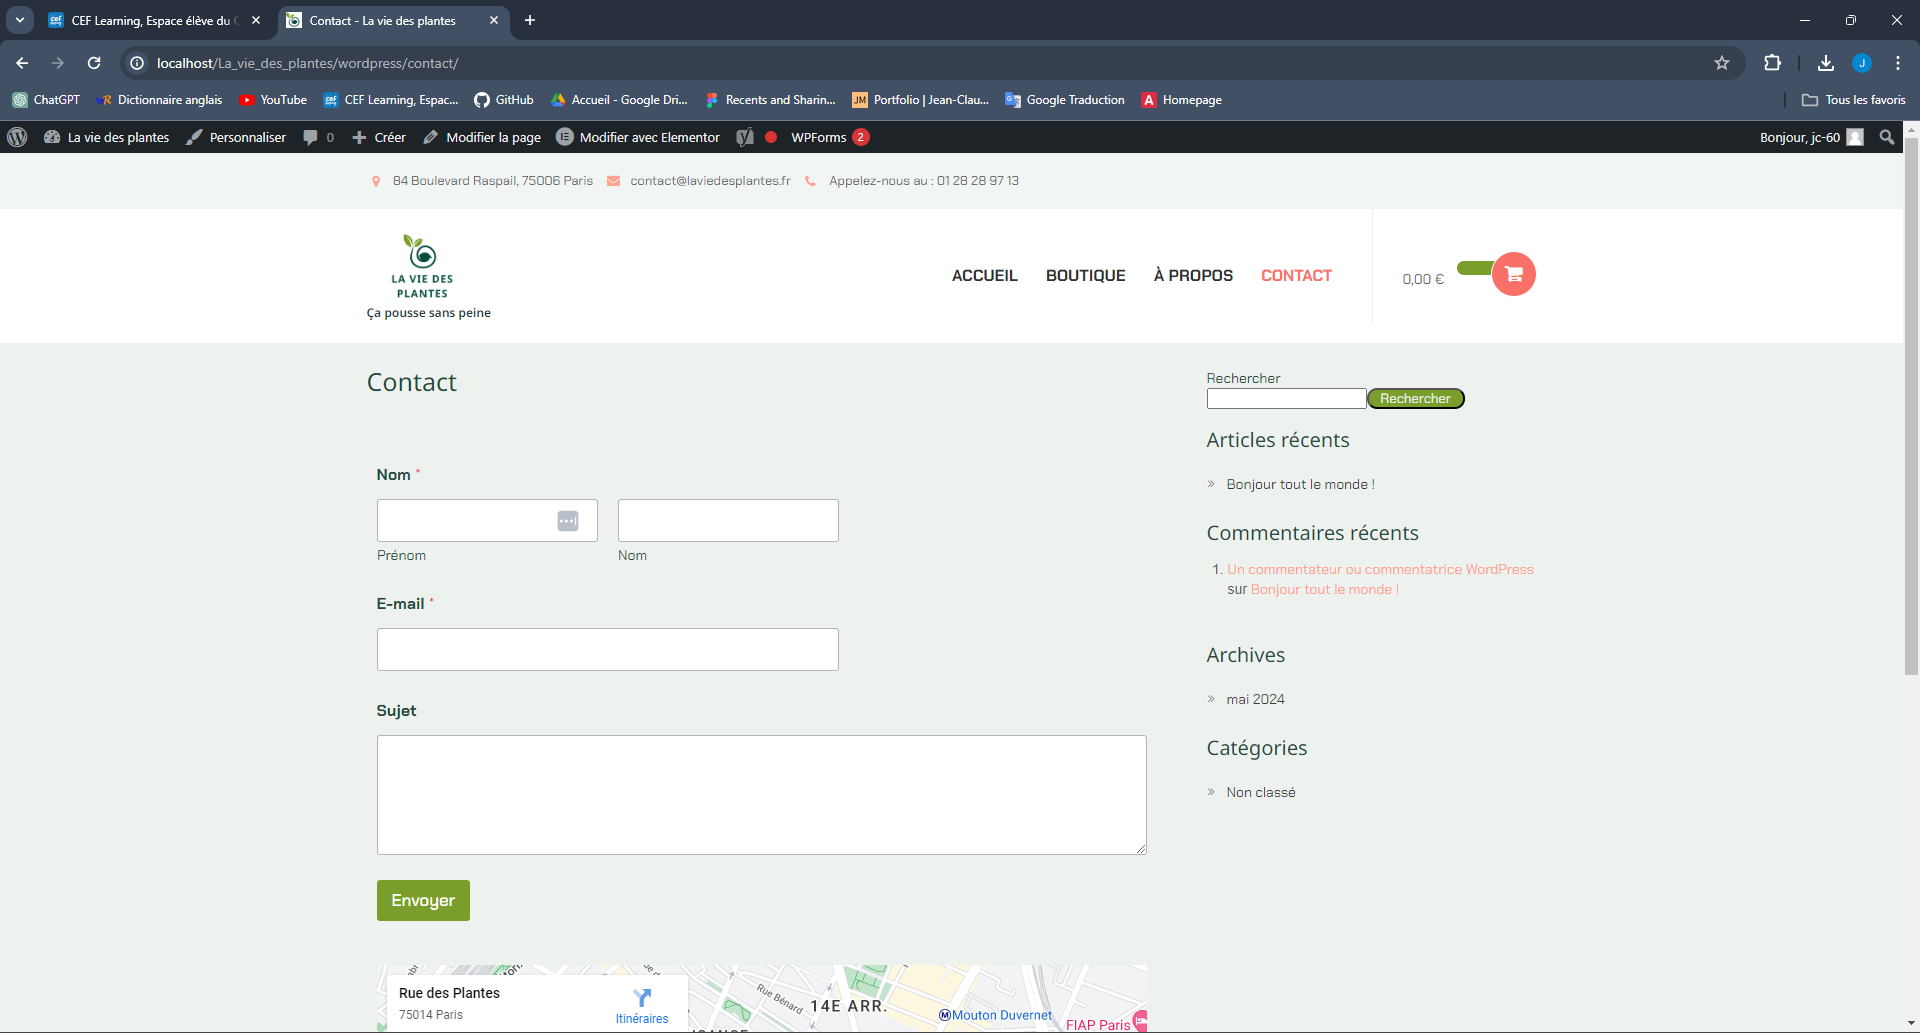 CEF Learning, Espace élève du
Contact - La vie des plantes
localhost/La_vie_des_plantes/wordpress/contact/
J
ChatGPT
Dictionnaire anglais
YouTube
CEF Learning, Espac...
GitHub
Accueil - Google Dri...
Recents and Sharin...
JM
Portfolio | Jean-Clau...
Google Traduction
A
Homepage
Tous les favoris
La vie des plantes
Personnaliser
0
Créer
Modifier la page
Modifier avec Elementor
WPForms 2
Bonjour, jc-60
84 Boulevard Raspail, 75006 Paris
contact@laviedesplantes.fr
Appelez-nous au : 01 28 28 97 13
LA VIE DES
PLANTES
Ça pousse sans peine
ACCUEIL
BOUTIQUE
À PROPOS
CONTACT
0,00 €
Contact
Nom *
Prénom
Nom
E-mail *
Sujet
Envoyer
Rechercher
Rechercher
Articles récents
» Bonjour tout le monde !
Commentaires récents
1. Un commentateur ou commentatrice WordPress
sur Bonjour tout le monde !
Archives
» mai 2024
Catégories
» Non classé
Rue des Plantes
75014 Paris
Itinéraires
Rue Bénard
14E ARR.
M Mouton Duvernet
FIAP Paris